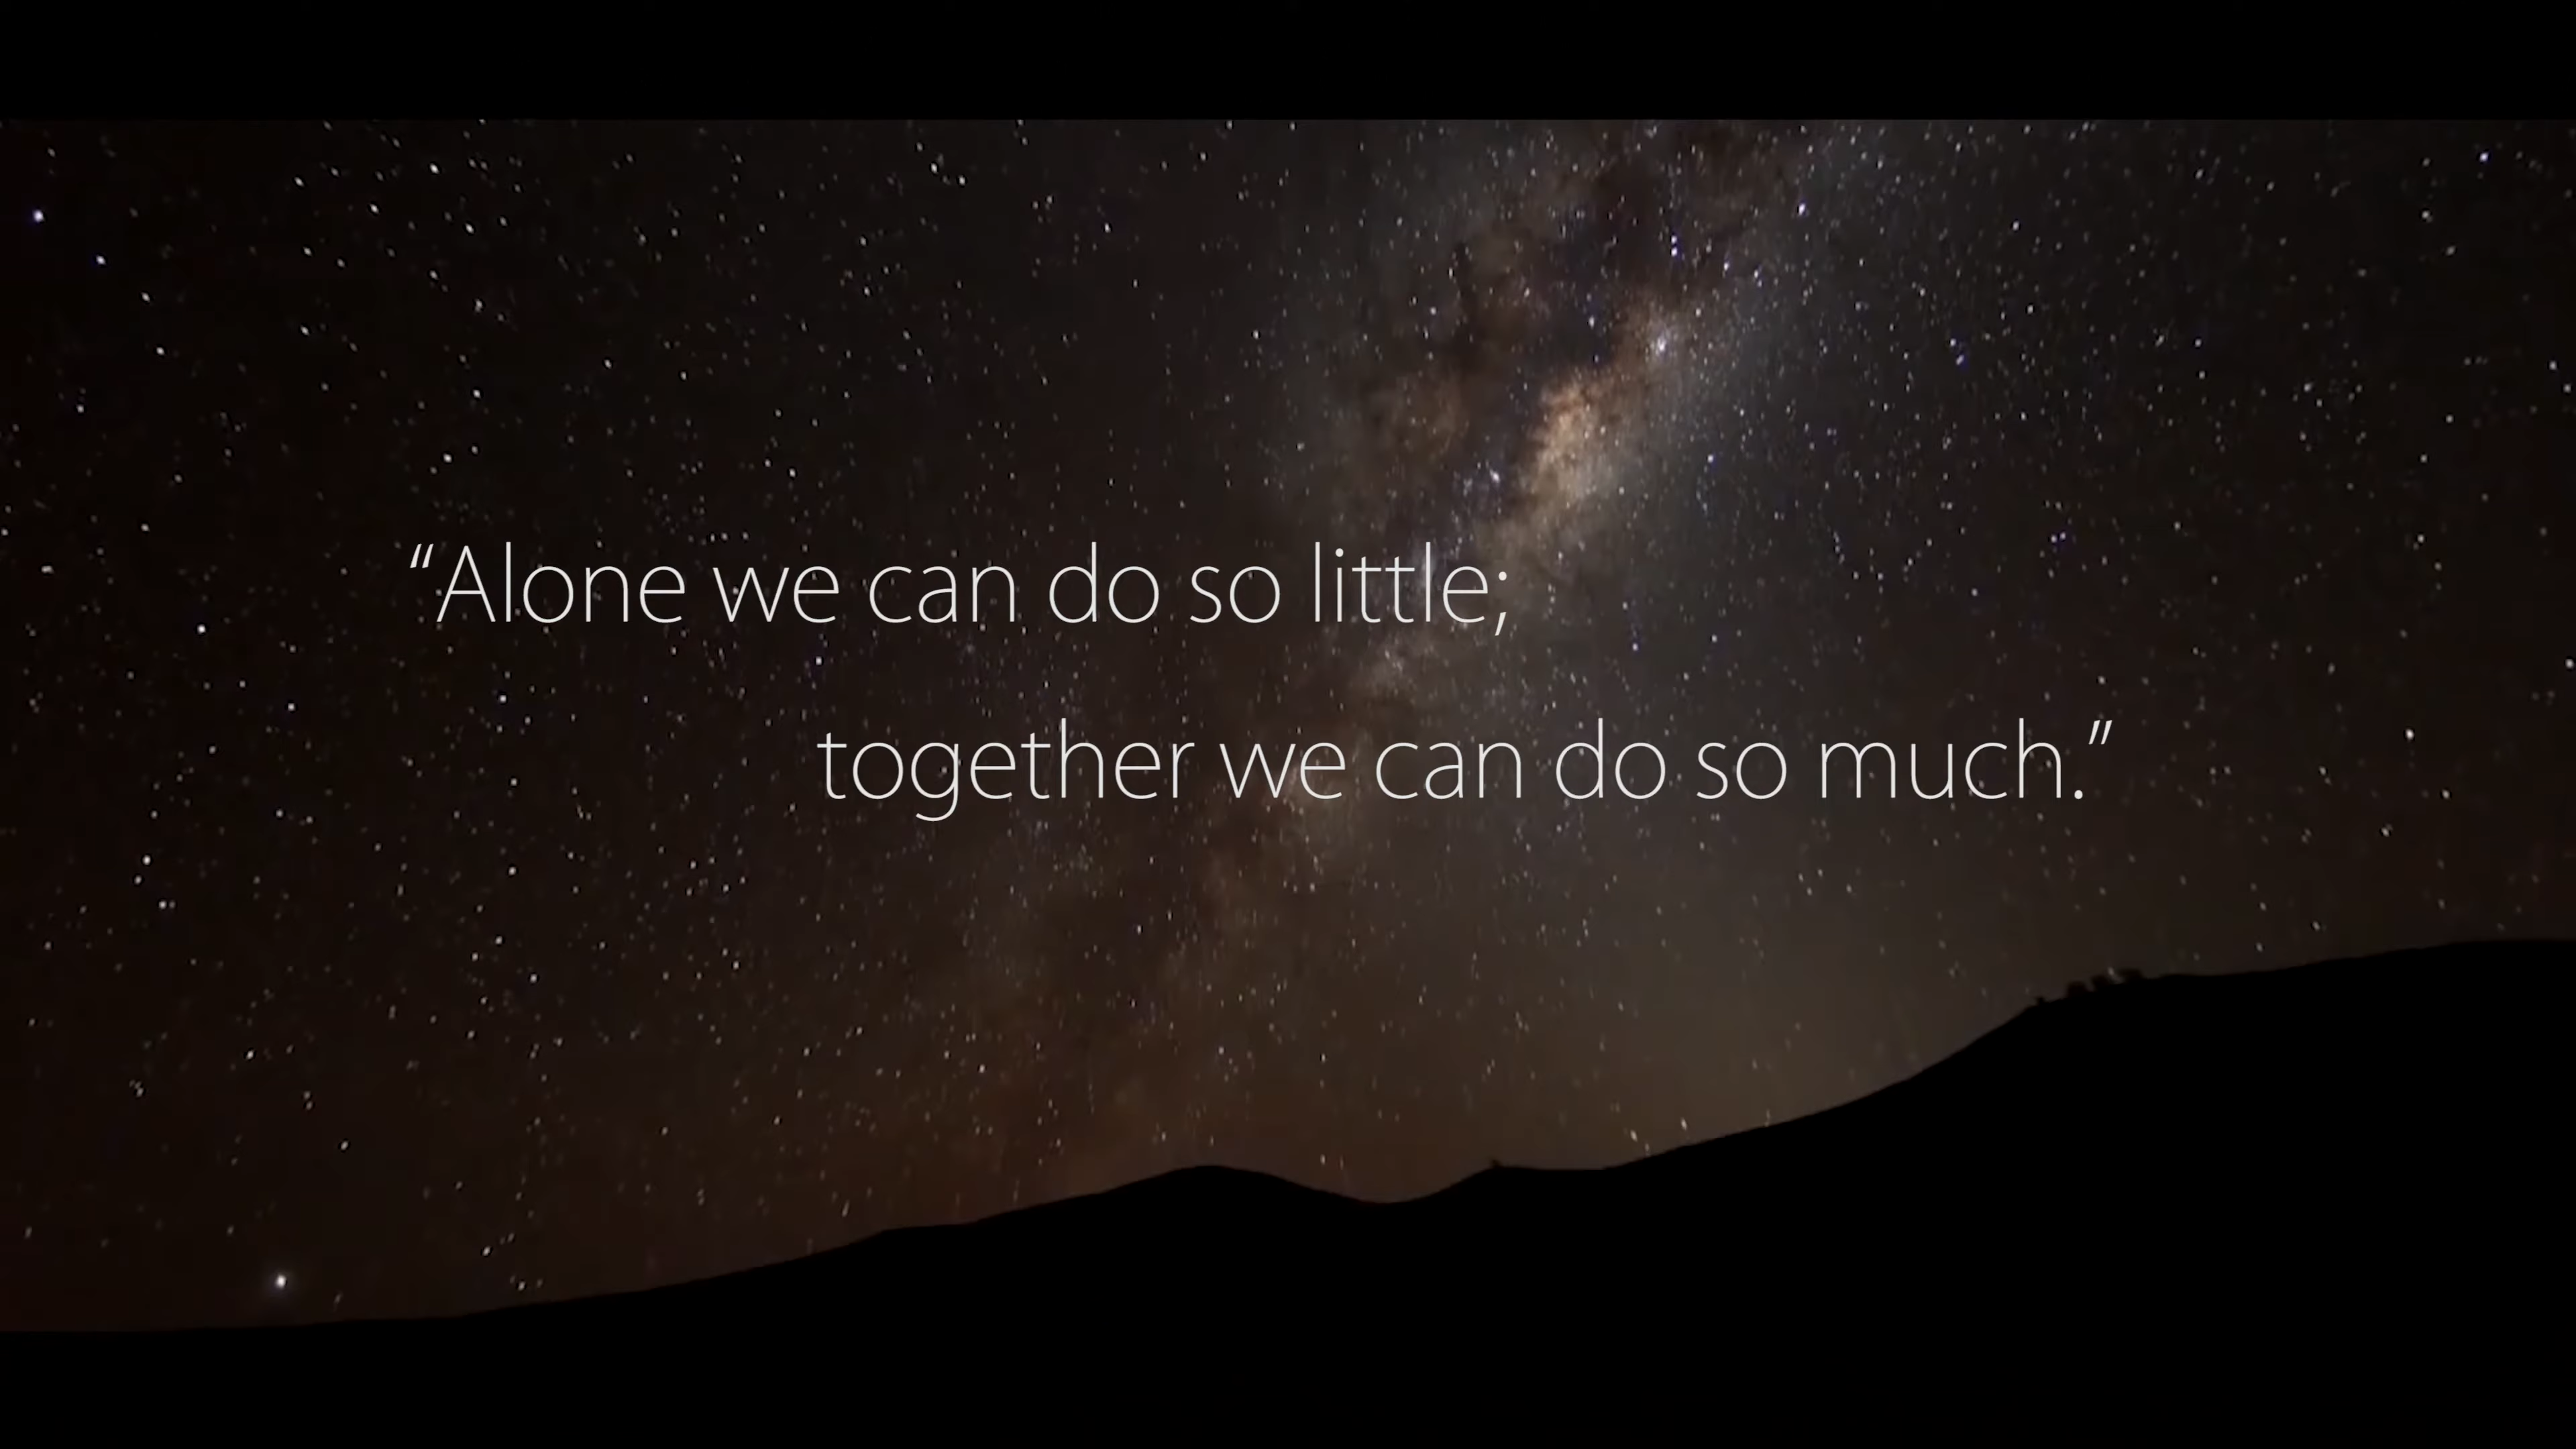 “Alone we can do so little;
together we can do so much.”